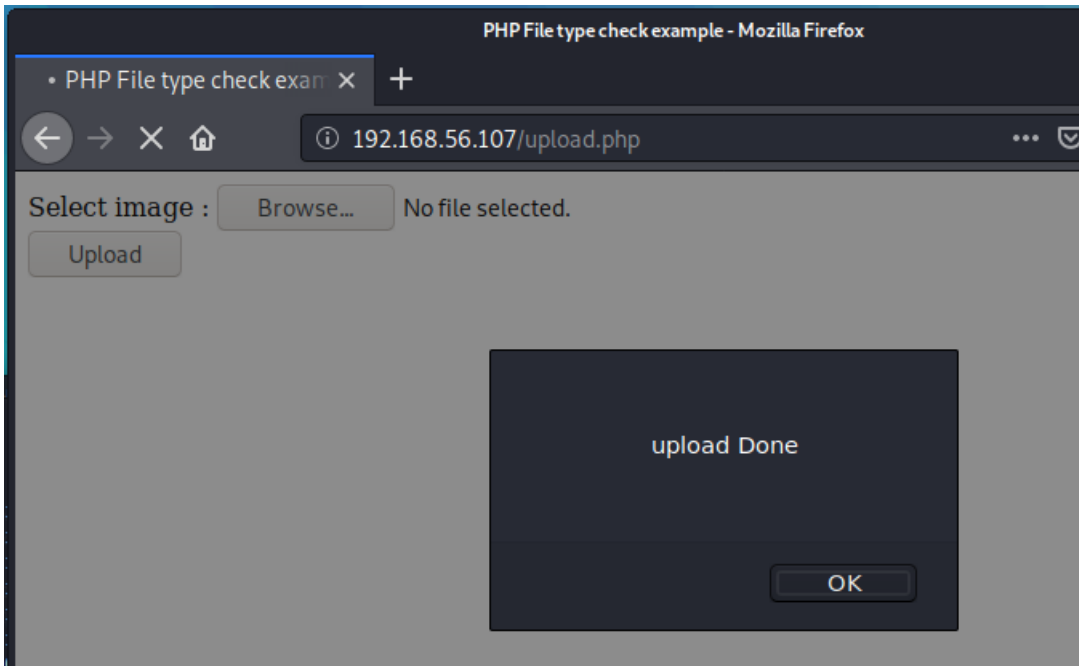 PHP File type check example - Mozilla Firefox
• PHP File type check exam
192.168.56.107/upload.php
Select image : Browse... No file selected.
Upload
upload Done
OK